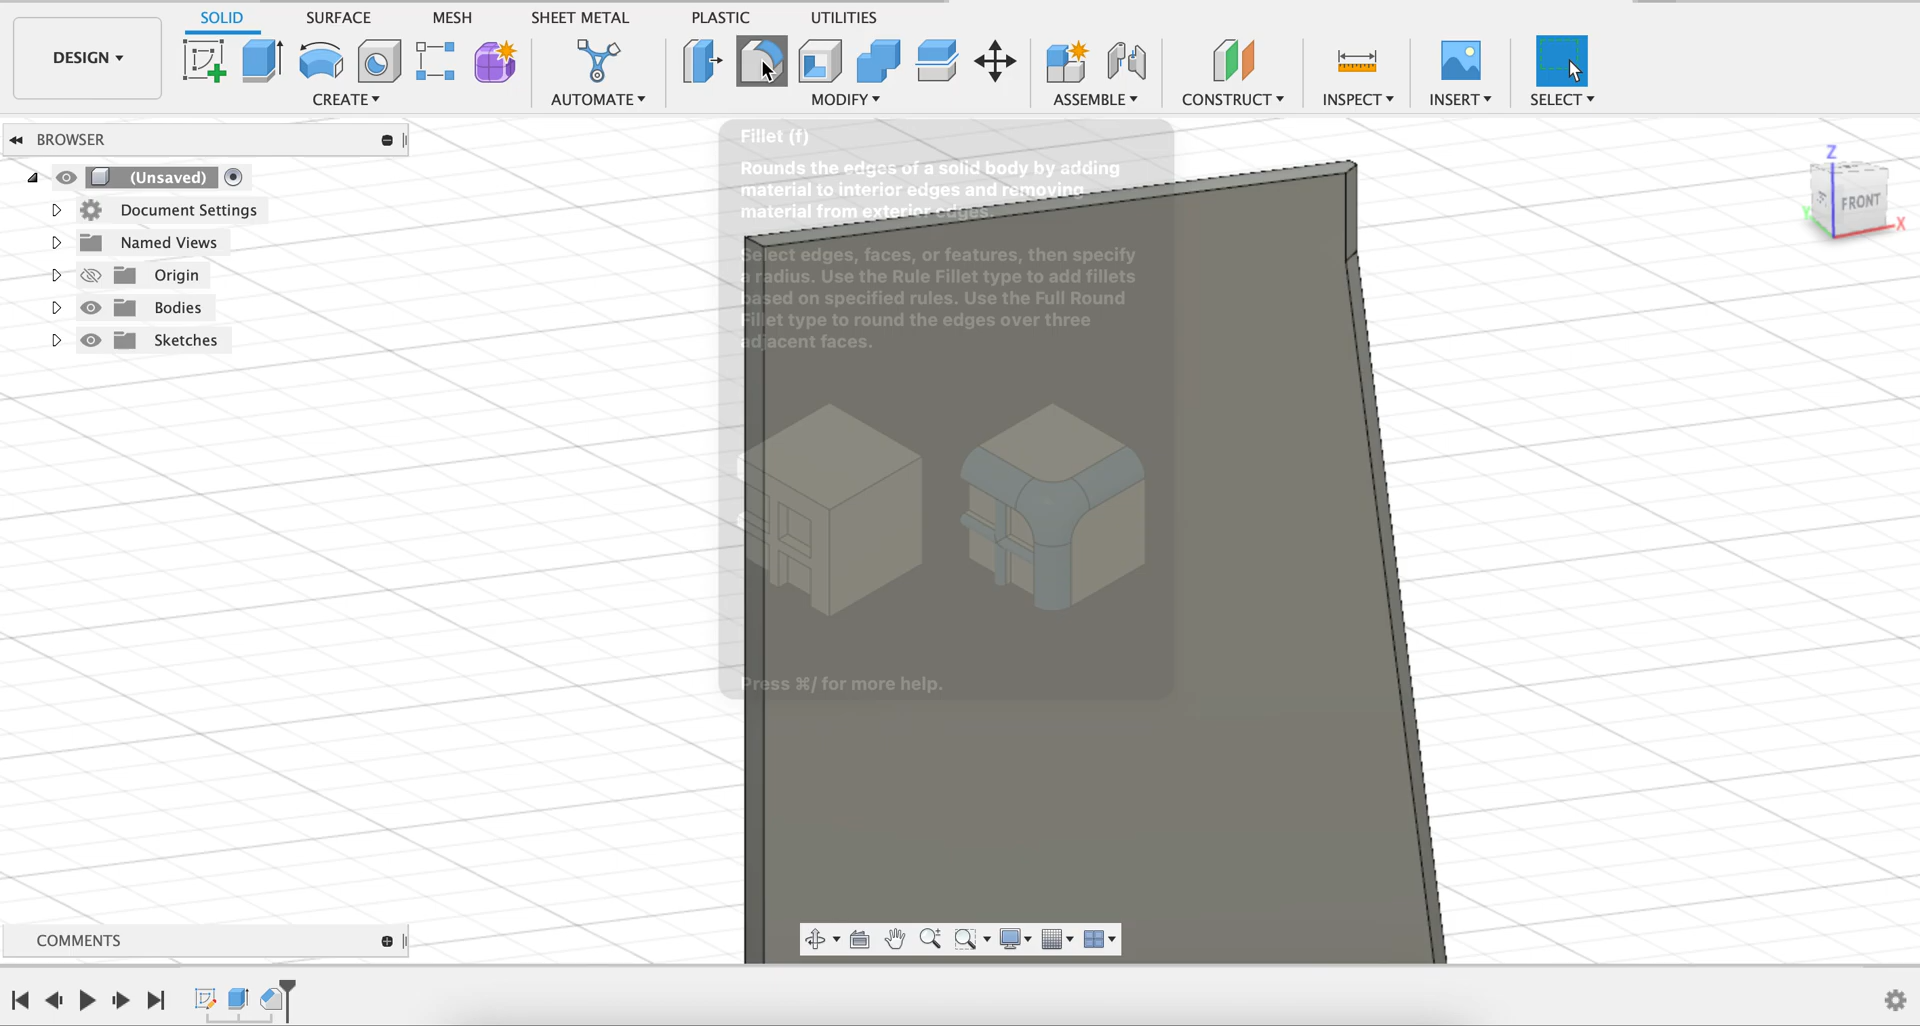 SOLID
SURFACE
MESH
SHEET METAL
PLASTIC
UTILITIES
DESIGN
CREATE
AUTOMATE
MODIFY
ASSEMBLE
CONSTRUCT
INSPECT
INSERT
SELECT
BROWSER
(Unsaved)
Document Settings
Named Views
Origin
Bodies
Sketches
Fillet (f)
Rounds the edges of a solid body by adding
material to interior edges and removing
material from exterior edges.
Select edges, faces, or features, then specify
a radius. Use the Rule Fillet type to add fillets
based on specified rules. Use the Full Round
Fillet type to round the edges over three
adjacent faces.
Press ⌘/ for more help.
Z
FRONT
Y
X
COMMENTS